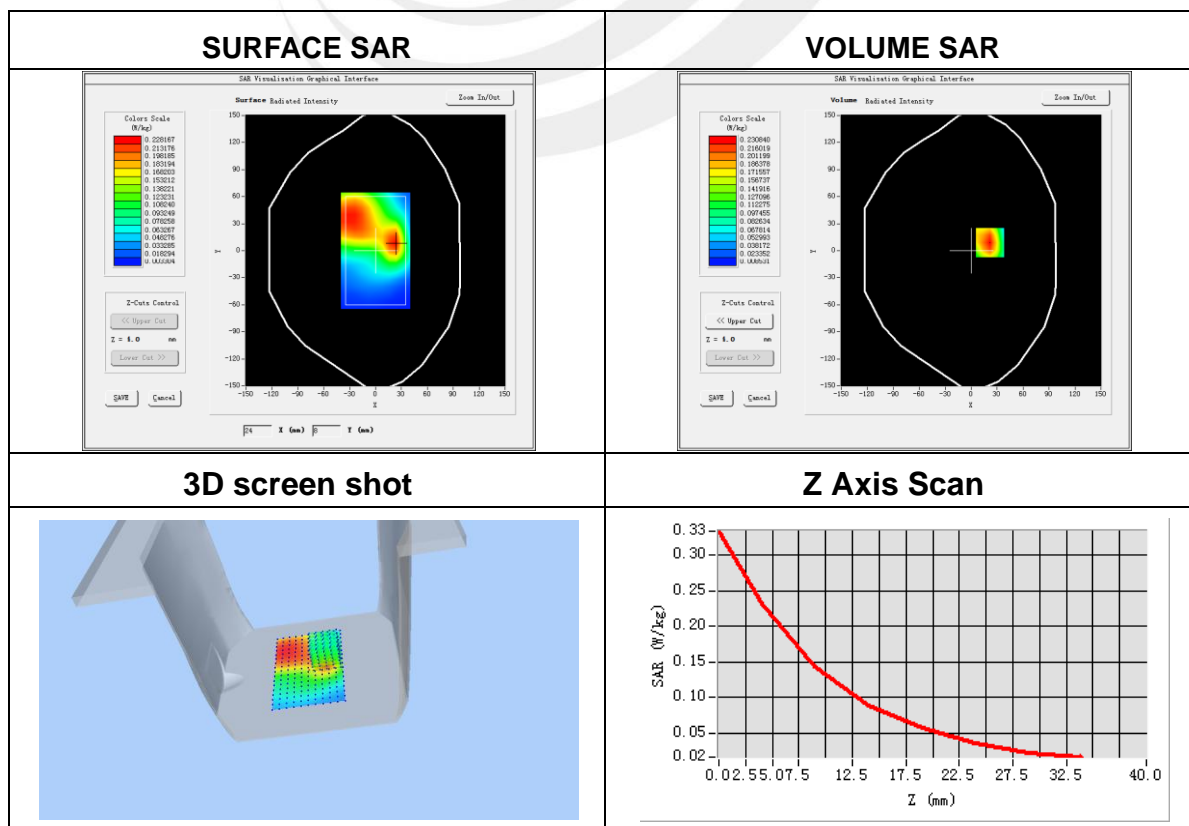 SURFACE SAR
SAR Visualisation Graphical Interface
Surface Radiated Intensity
Zoom In/Out
Colors Scale
(W/kg)
0.228167
0.213176
0.198185
0.183194
0.168203
0.153212
0.138221
0.123231
0.108240
0.093249
0.078258
0.063267
0.048276
0.033285
0.018294
0.003304
Z-Cuts Control
<< Upper Cut
Z = 4.0 mm
Lower Cut >>
SAVE Cancel
150
120
90
60
30
0
-30
-60
-90
-120
-150
Y
-150 -120 -90 -60 -30 0 30 60 90 120 150
X
24 X (mm) 8 Y (mm)
VOLUME SAR
SAR Visualisation Graphical Interface
Volume Radiated Intensity
Zoom In/Out
Colors Scale
(W/kg)
0.230840
0.216019
0.201199
0.186378
0.171557
0.156737
0.141916
0.127096
0.112275
0.097455
0.082634
0.067814
0.052993
0.038172
0.023352
0.008531
Z-Cuts Control
<< Upper Cut
Z = 4.0 mm
Lower Cut >>
SAVE Cancel
150
120
90
60
30
0
-30
-60
-90
-120
-150
Y
-150 -120 -90 -60 -30 0 30 60 90 120 150
X
3D screen shot
Z Axis Scan
0.33
0.30
0.25
0.20
0.15
0.10
0.05
0.02
SAR (W/kg)
0.0 2.5 5.0 7.5 12.5 17.5 22.5 27.5 32.5 40.0
Z (mm)